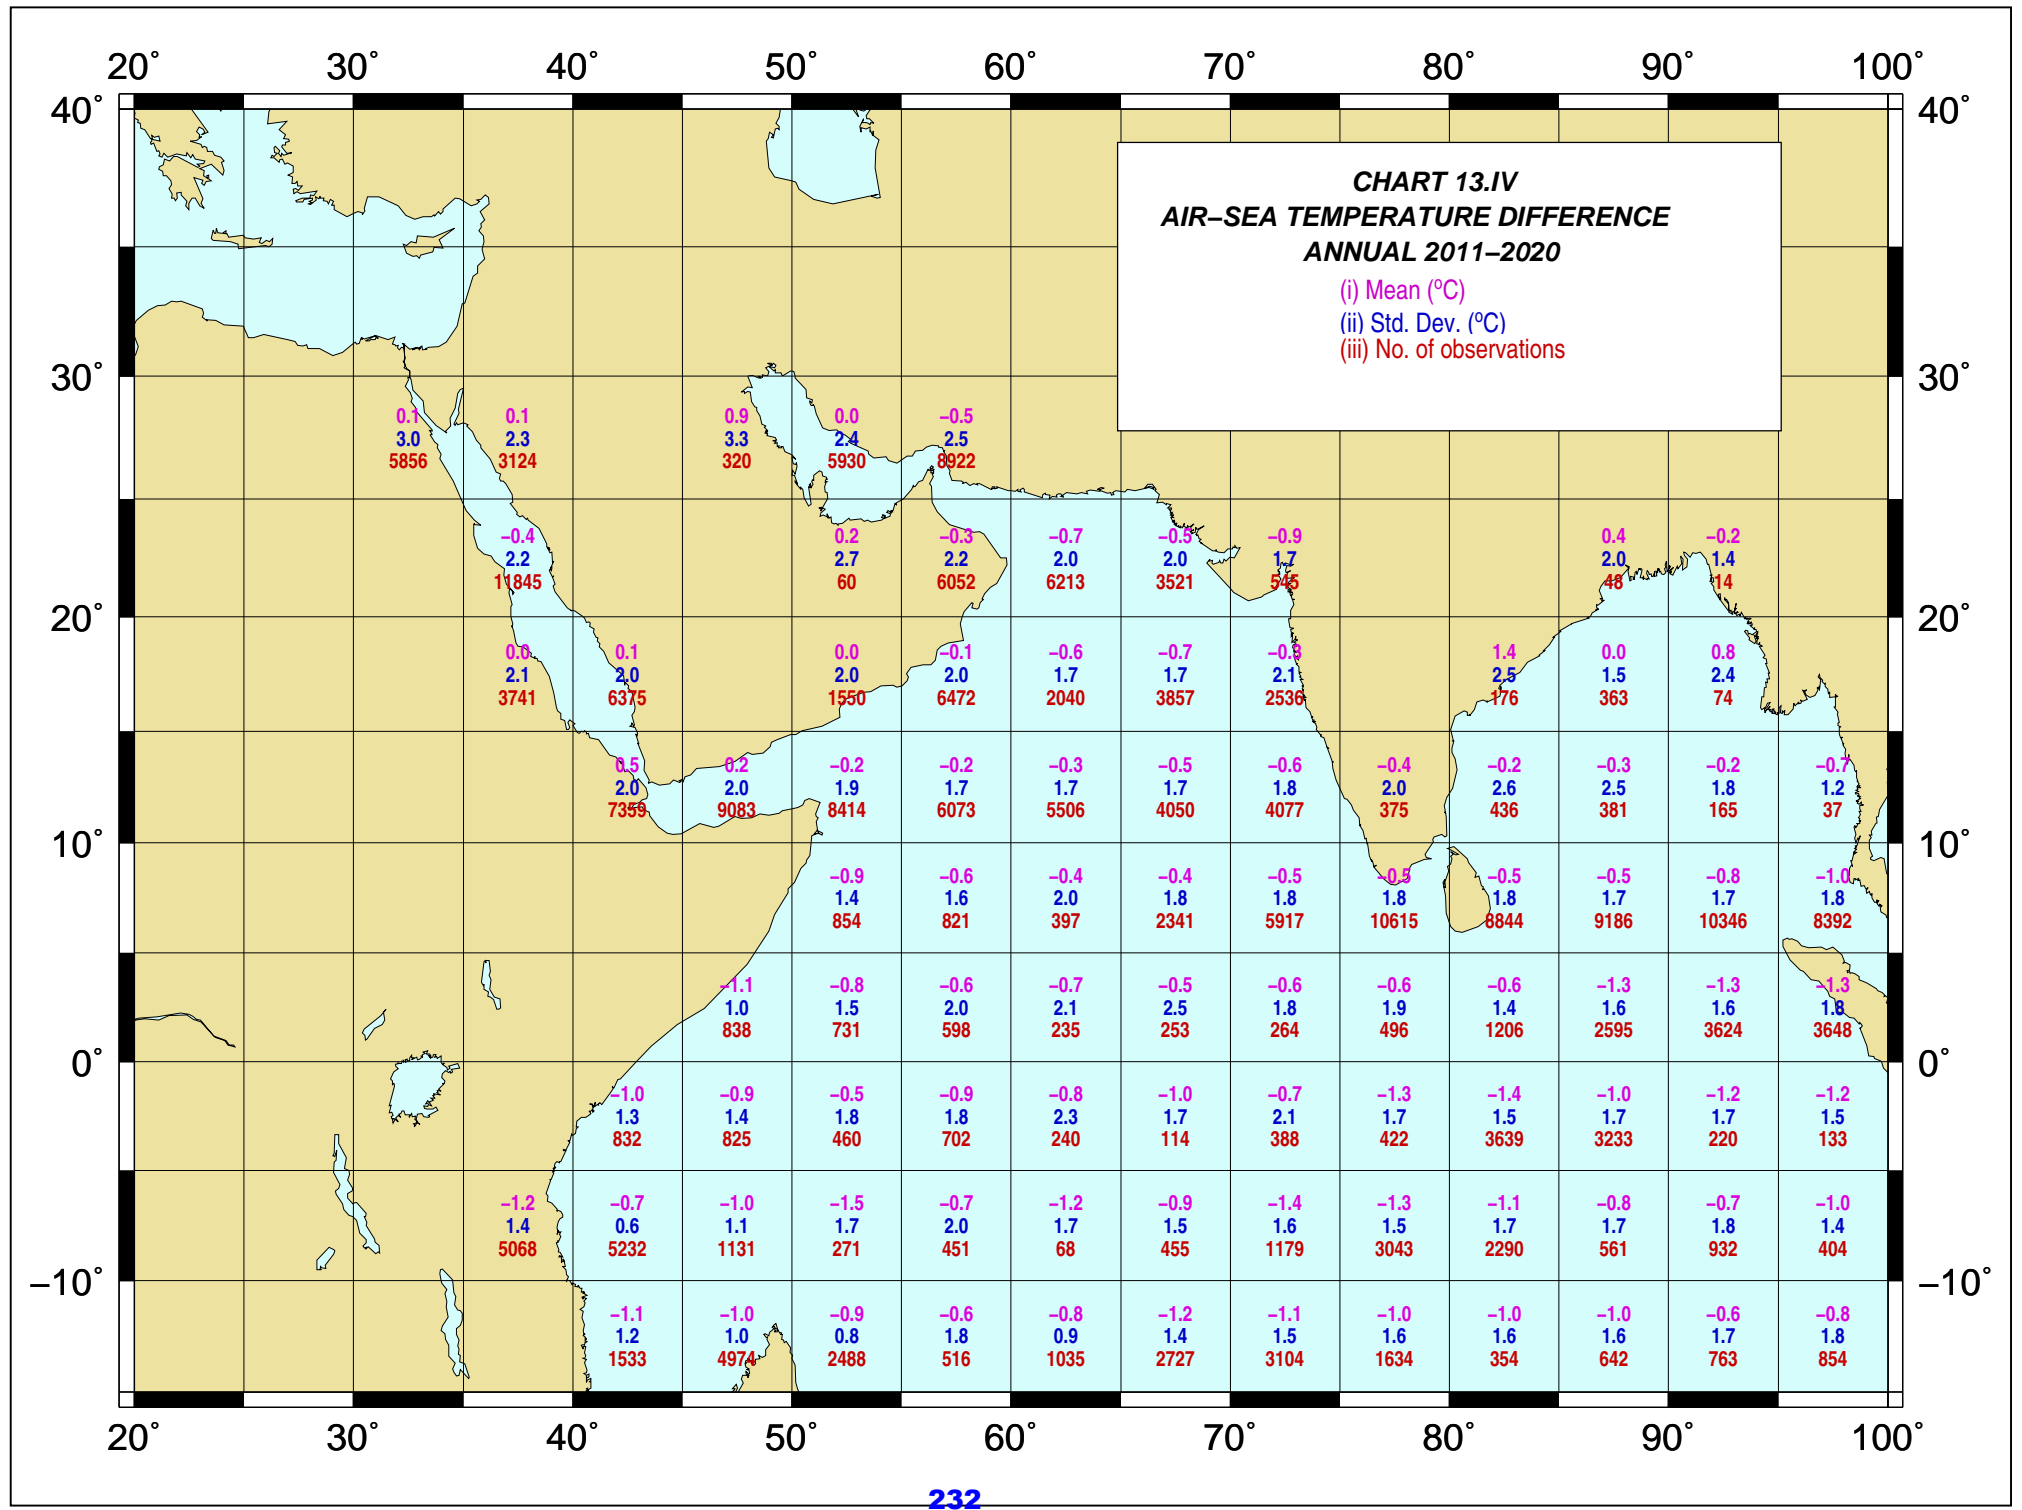 20° 30° 40° 50° 60° 70° 80° 90° 100°
40° 40°
CHART 13.IV
AIR–SEA TEMPERATURE DIFFERENCE
ANNUAL 2011–2020
(i) Mean (°C)
(ii) Std. Dev. (°C)
(iii) No. of observations
30° 30°
0.1 0.1 0.9 0.0 −0.5
3.0 2.3 3.3 2.4 2.5
5856 3124 320 5930 8922
−0.4 0.2 −0.3 −0.7 −0.5 −0.9 0.4 −0.2
2.2 2.7 2.2 2.0 2.0 1.7 2.0 1.4
11845 60 6052 6213 3521 545 48 14
20° 20°
0.0 0.1 0.0 −0.1 −0.6 −0.7 −0.3 1.4 0.0 0.8
2.1 2.0 2.0 2.0 1.7 1.7 2.1 2.5 1.5 2.4
3741 6375 1550 6472 2040 3857 2536 176 363 74
0.5 0.2 −0.2 −0.2 −0.3 −0.5 −0.6 −0.4 −0.2 −0.3 −0.2 −0.7
2.0 2.0 1.9 1.7 1.7 1.7 1.8 2.0 2.6 2.5 1.8 1.2
7359 9083 8414 6073 5506 4050 4077 375 436 381 165 37
10° 10°
−0.9 −0.6 −0.4 −0.4 −0.5 −0.5 −0.5 −0.5 −0.8 −1.0
1.4 1.6 2.0 1.8 1.8 1.8 1.8 1.7 1.7 1.8
854 821 397 2341 5917 10615 8844 9186 10346 8392
−1.1 −0.8 −0.6 −0.7 −0.5 −0.6 −0.6 −0.6 −1.3 −1.3 −1.3
1.0 1.5 2.0 2.1 2.5 1.8 1.9 1.4 1.6 1.6 1.8
838 731 598 235 253 264 496 1206 2595 3624 3648
0° 0°
−1.0 −0.9 −0.5 −0.9 −0.8 −1.0 −0.7 −1.3 −1.4 −1.0 −1.2 −1.2
1.3 1.4 1.8 1.8 2.3 1.7 2.1 1.7 1.5 1.7 1.7 1.5
832 825 460 702 240 114 388 422 3639 3233 220 133
−1.2 −0.7 −1.0 −1.5 −0.7 −1.2 −0.9 −1.4 −1.3 −1.1 −0.8 −0.7 −1.0
1.4 0.6 1.1 1.7 2.0 1.7 1.5 1.6 1.5 1.7 1.7 1.8 1.4
5068 5232 1131 271 451 68 455 1179 3043 2290 561 932 404
−10° −10°
−1.1 −1.0 −0.9 −0.6 −0.8 −1.2 −1.1 −1.0 −1.0 −1.0 −0.6 −0.8
1.2 1.0 0.8 1.8 0.9 1.4 1.5 1.6 1.6 1.6 1.7 1.8
1533 4974 2488 516 1035 2727 3104 1634 354 642 763 854
20° 30° 40° 50° 60° 70° 80° 90° 100°
232